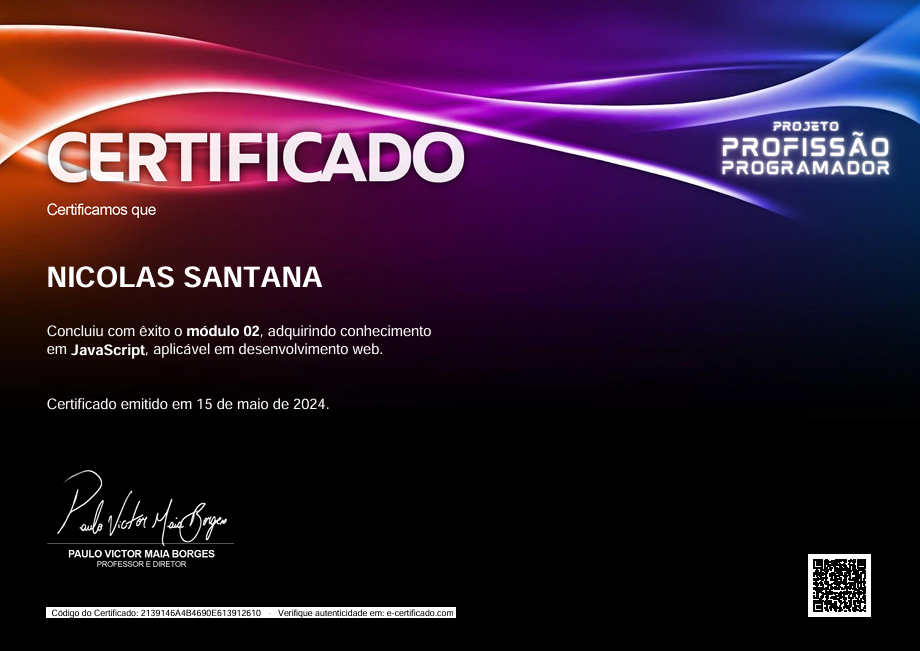 PROJETO
PROFISSÃO
PROGRAMADOR
CERTIFICADO
Certificamos que
NICOLAS SANTANA
Concluiu com êxito o módulo 02, adquirindo conhecimento
em JavaScript, aplicável em desenvolvimento web.
Certificado emitido em 15 de maio de 2024.
Paulo Victor Maia Borges
PAULO VICTOR MAIA BORGES
PROFESSOR E DIRETOR
Código do Certificado: 2139146A4B4690E613912610 · Verifique autenticidade em: e-certificado.com